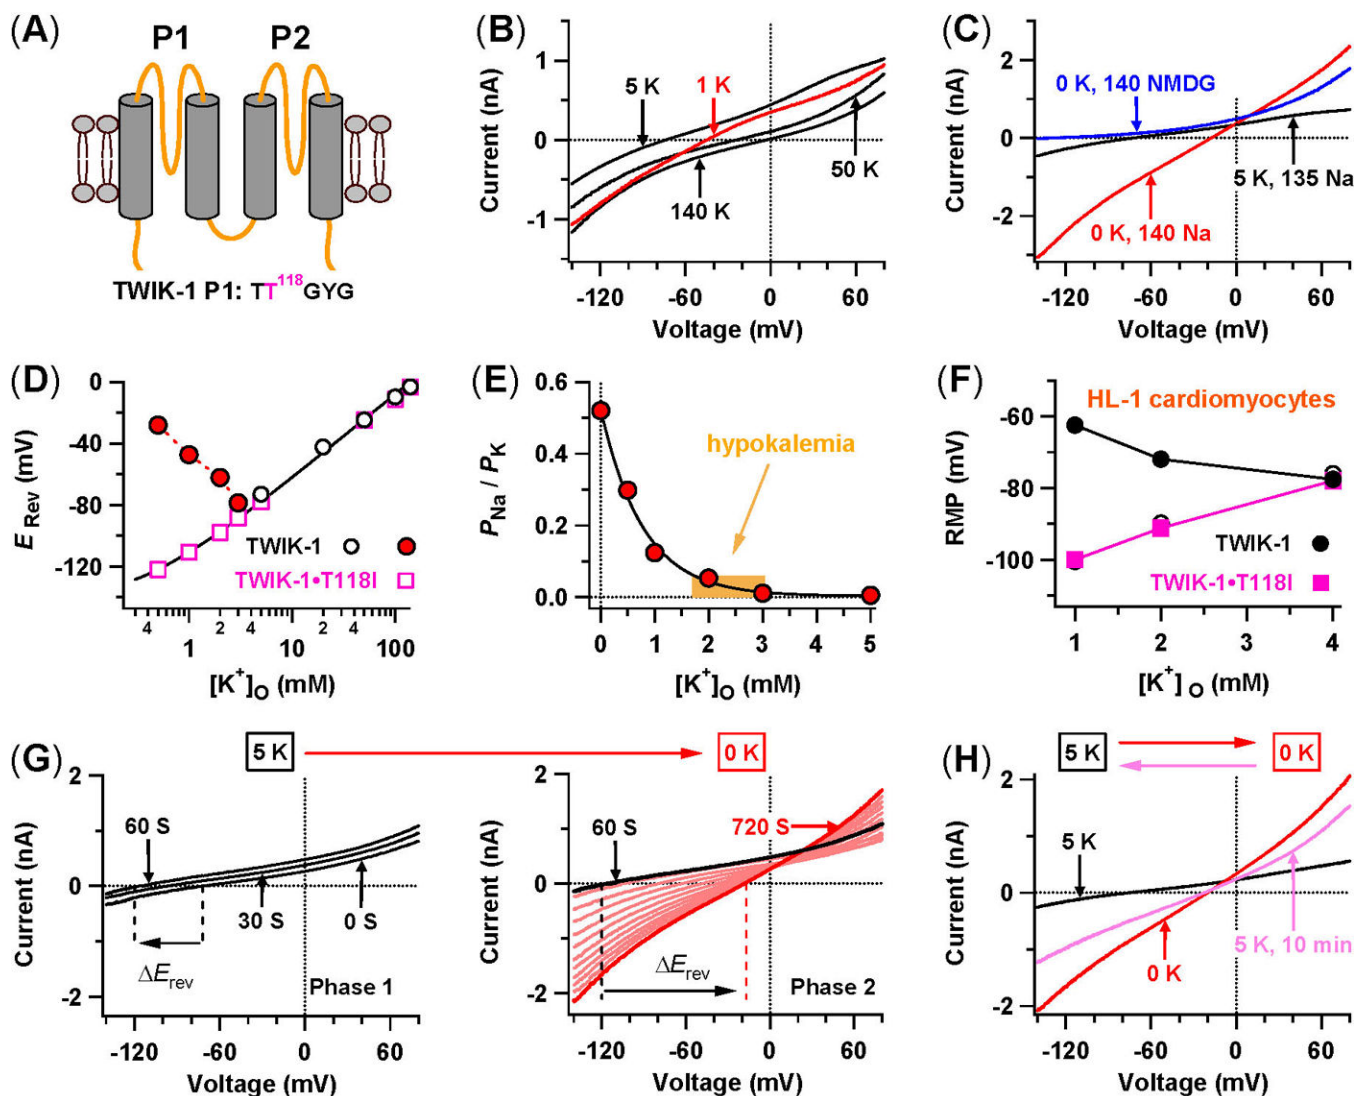 (A)
P1 P2
TWIK-1 P1: TT¹¹⁸GYG
(B)
Current (nA)
1
0
-1
5 K
1 K
140 K
50 K
-120 -60 0 60
Voltage (mV)
(C)
Current (nA)
2
0
-2
0 K, 140 NMDG
5 K, 135 Na
0 K, 140 Na
-120 -60 0 60
Voltage (mV)
(D)
E Rev (mV)
0
-40
-80
-120
TWIK-1
TWIK-1•T118I
4 1 2 4 10 2 4 100
[K⁺]O (mM)
(E)
PNa / PK
0.6
0.4
0.2
0.0
hypokalemia
0 1 2 3 4 5
[K⁺]O (mM)
(F)
RMP (mV)
-60
-80
-100
HL-1 cardiomyocytes
TWIK-1
TWIK-1•T118I
1 2 3 4
[K⁺] O (mM)
(G)
5 K
0 K
Current (nA)
2
0
-2
60 S
30 S
0 S
ΔErev
Phase 1
-120 -60 0 60
Voltage (mV)
Current (nA)
2
0
-2
60 S
720 S
ΔErev
Phase 2
-120 -60 0 60
Voltage (mV)
(H)
5 K
0 K
Current (nA)
2
0
-2
5 K
0 K
5 K, 10 min
-120 -60 0 60
Voltage (mV)